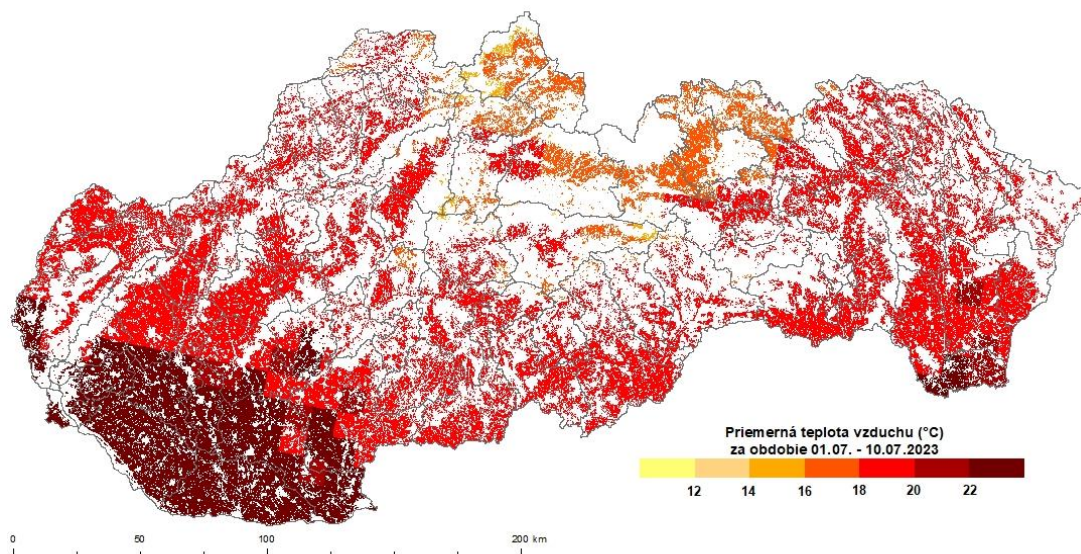 Priemerná teplota vzduchu (°C)
za obdobie 01.07. - 10.07.2023
12 14 16 18 20 22
0 50 100 200 km